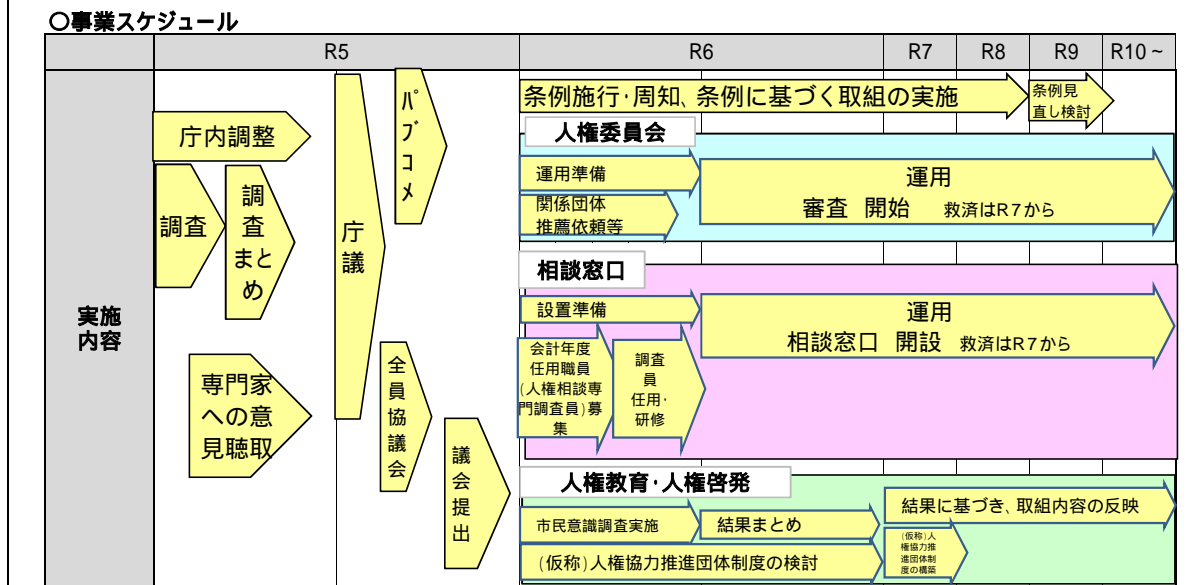 ○事業スケジュール
R5
R6
R7
R8
R9
R10~
実施
内容
庁内調整
調査
調
査
まと
め
専門家
への意
見聴取
庁
議
パ
ブ
コ
メ
全
員
協
議
会
議
会
提
出
条例施行・周知、条例に基づく取組の実施
条例見
直し検討
人権委員会
運用準備
関係団体
推薦依頼等
運用
審査 開始 救済はR7から
相談窓口
設置準備
会計年度
任用職員
(人権相談専
門調査員)募
集
調査
員
任用・
研修
運用
相談窓口 開設 救済はR7から
人権教育・人権啓発
市民意識調査実施
結果まとめ
結果に基づき、取組内容の反映
(仮称)人権協力推進団体制度の検討
(仮称)人
権協力推
進団体制
度の構築